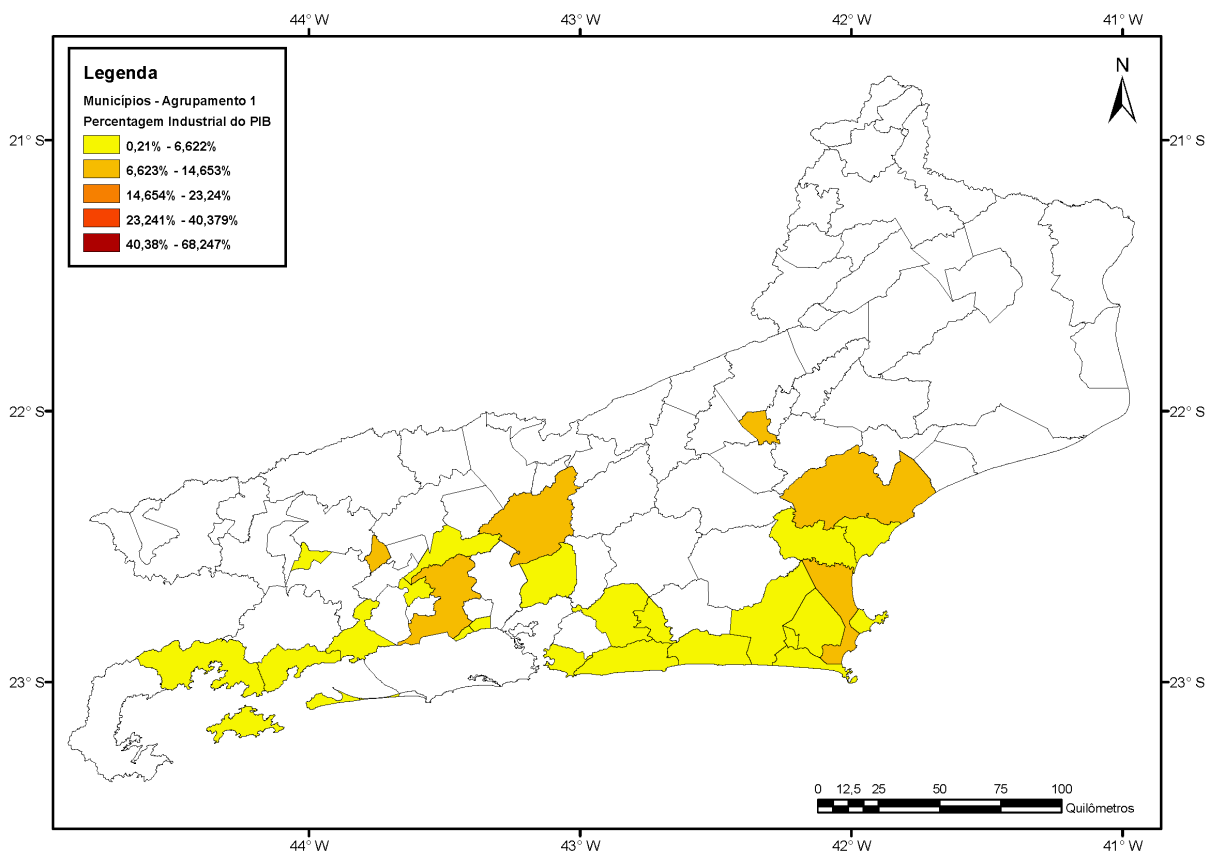 44° W 43° W 42° W 41° W
Legenda
Municípios - Agrupamento 1
Percentagem Industrial do PIB
0,21% - 6,622%
6,623% - 14,653%
14,654% - 23,24%
23,241% - 40,379%
40,38% - 68,247%
N
21° S 21° S
22° S 22° S
23° S 23° S
0 12,5 25 50 75 100
Quilômetros
44° W 43° W 42° W 41° W